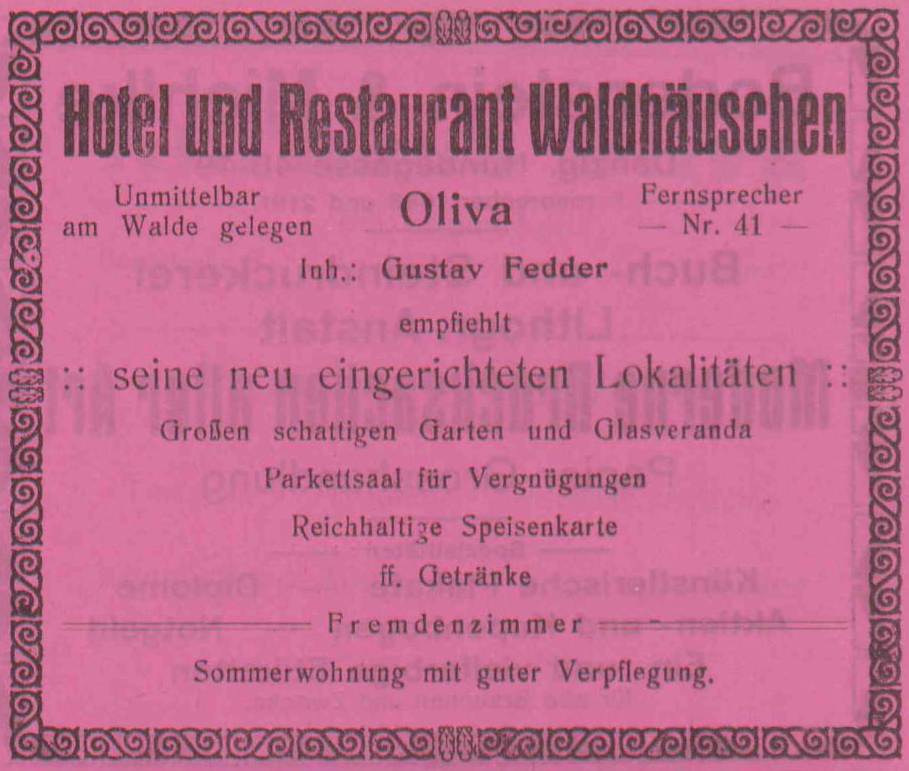 Hotel und Restaurant Waldhäuschen
Unmittelbar
am Walde gelegen
Oliva
Fernsprecher
— Nr. 41 —
Inh.: Gustav Fedder
empfiehlt
:: seine neu eingerichteten Lokalitäten ::
Großen schattigen Garten und Glasveranda
Parkettsaal für Vergnügungen
Reichhaltige Speisenkarte
ff. Getränke
Fremdenzimmer
Sommerwohnung mit guter Verpflegung.